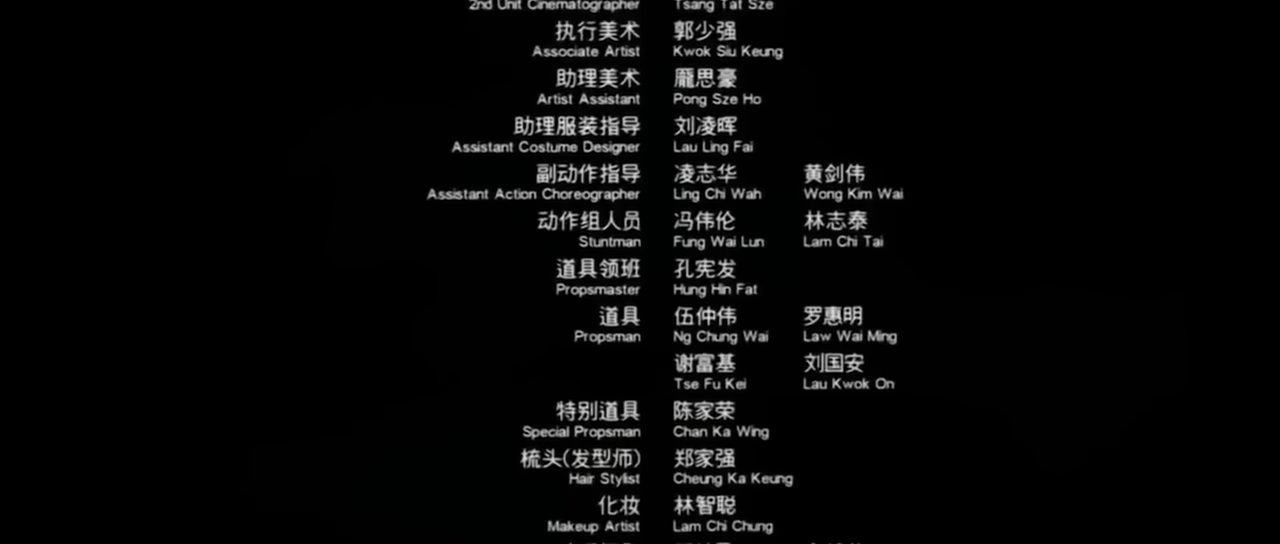 2nd Unit Cinematographer Tsang Tat Sze
执行美术 郭少强
Associate Artist Kwok Siu Keung
助理美术 龐思豪
Artist Assistant Pong Sze Ho
助理服装指导 刘凌晖
Assistant Costume Designer Lau Ling Fai
副动作指导 凌志华 黄剑伟
Assistant Action Choreographer Ling Chi Wah Wong Kim Wai
动作组人员 冯伟伦 林志泰
Stuntman Fung Wai Lun Lam Chi Tai
道具领班 孔宪发
Propsmaster Hung Hin Fat
道具 伍仲伟 罗惠明
Propsman Ng Chung Wai Law Wai Ming
谢富基 刘国安
Tse Fu Kei Lau Kwok On
特别道具 陈家荣
Special Propsman Chan Ka Wing
梳头(发型师) 郑家强
Hair Stylist Cheung Ka Keung
化妆 林智聪
Makeup Artist Lam Chi Chung